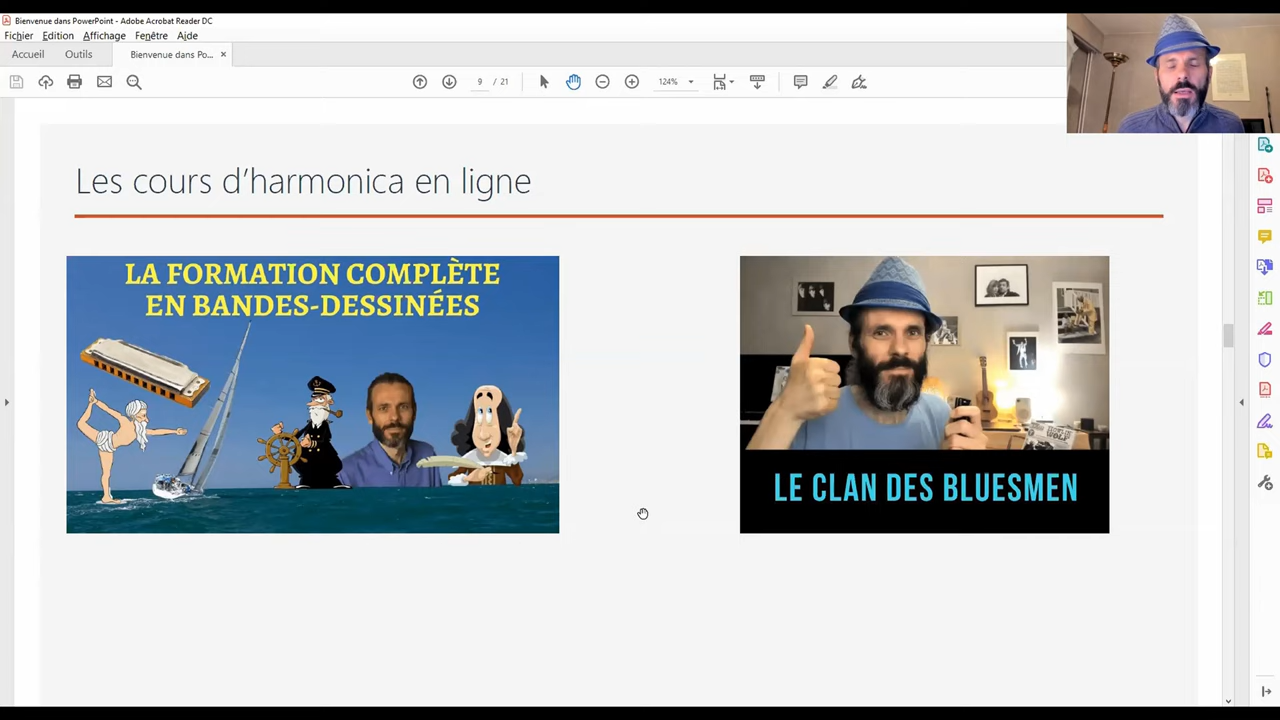 Bienvenue dans PowerPoint - Adobe Acrobat Reader DC
Fichier Edition Affichage Fenêtre Aide
Accueil Outils Bienvenue dans Po... ×
9 / 21 124%
Les cours d'harmonica en ligne
LA FORMATION COMPLÈTE
EN BANDES-DESSINÉES
LE CLAN DES BLUESMEN